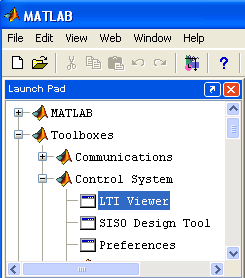 MATLAB
File Edit View Web Window Help
?
Launch Pad
MATLAB
Toolboxes
Communications
Control System
LTI Viewer
SISO Design Tool
Preferences